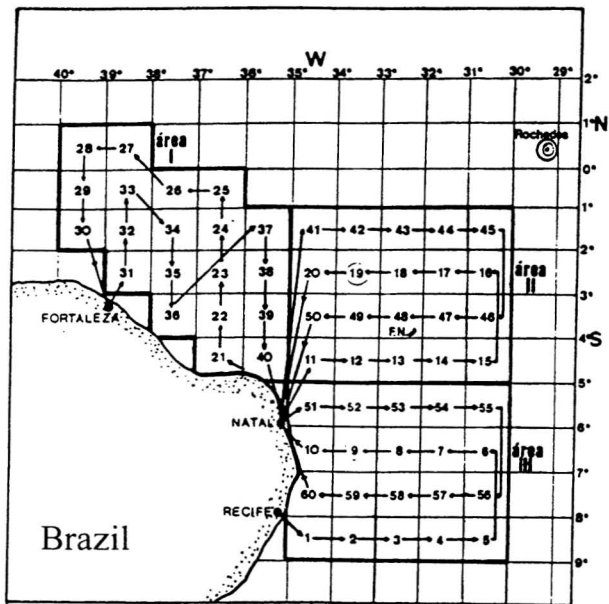 W
40° 39° 38° 37° 36° 35° 34° 33° 32° 31° 30° 29°
2°
1° N
área I
Rochedos
28 27
0°
29 33 26 25
1°
30 32 34 24 37 41 42 43 44 45
2°
31 35 23 38 20 19 18 17 16 área II
3°
FORTALEZA
36 22 39 50 49 48 47 46
F.N
4° S
21 40 11 12 13 14 15
5°
NATAL
51 52 53 54 55
6°
10 9 8 7 6 área III
7°
60 59 58 57 56
RECIFE
8°
Brazil
1 2 3 4 5
9°